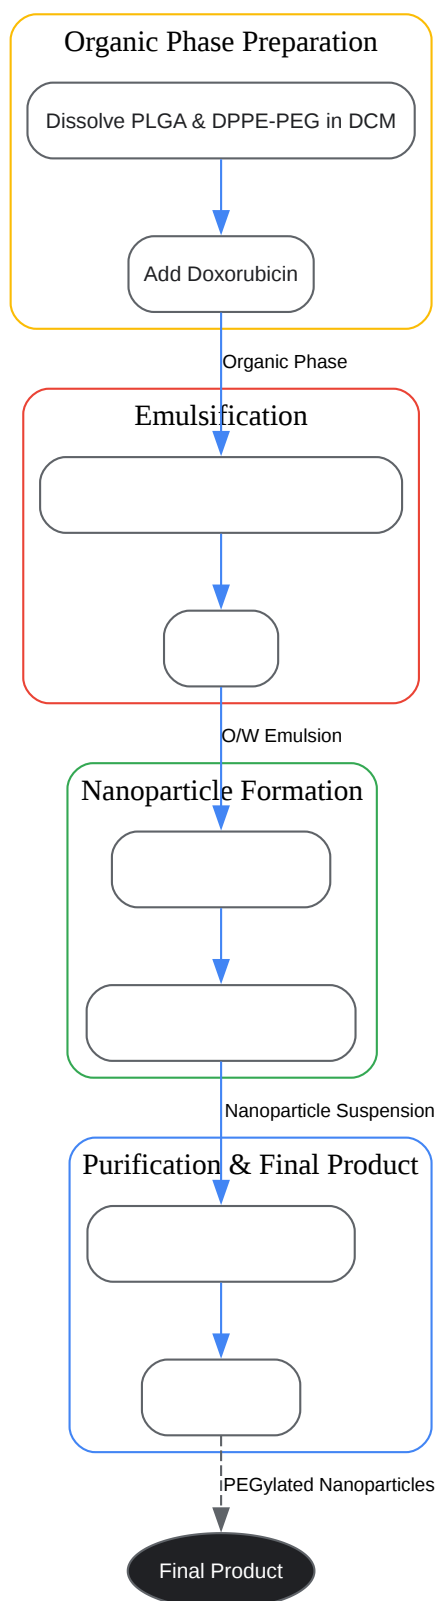 Organic Phase Preparation
Dissolve PLGA & DPPE-PEG in DCM
Add Doxorubicin
Organic Phase
Emulsification
O/W Emulsion
Nanoparticle Formation
Nanoparticle Suspension
Purification & Final Product
PEGylated Nanoparticles
Final Product